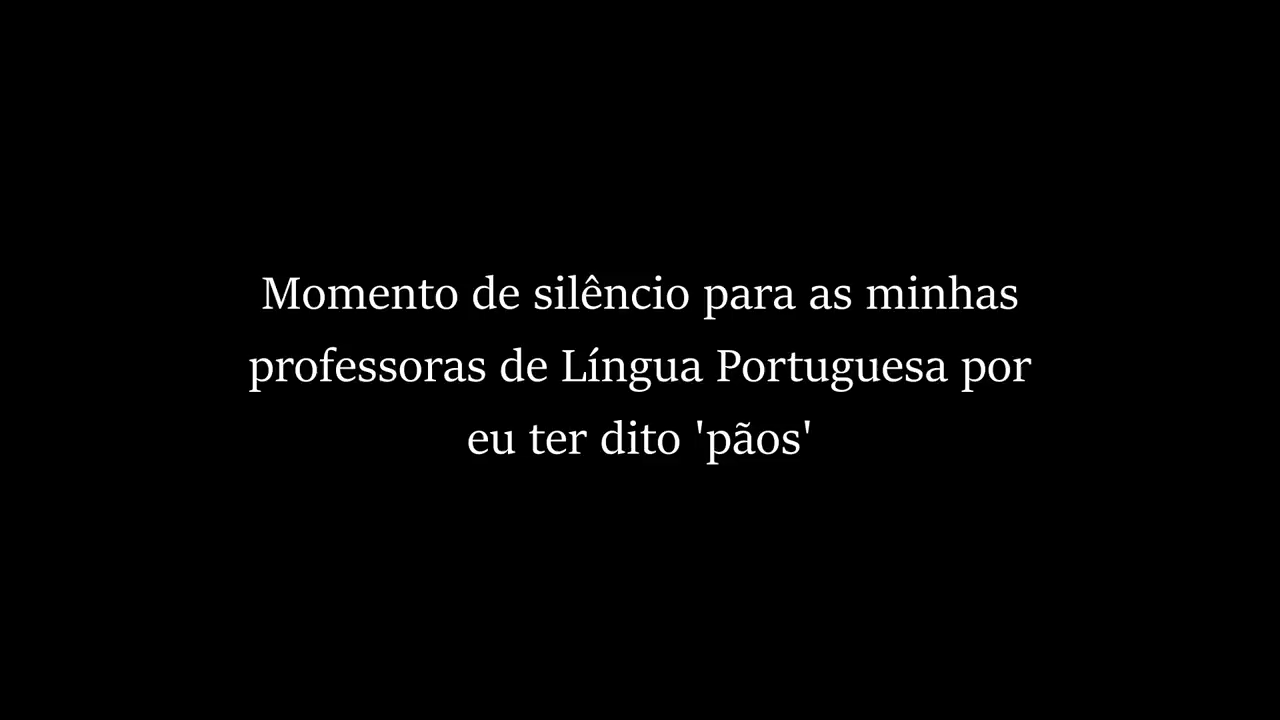 Momento de silêncio para as minhas
professoras de Língua Portuguesa por
eu ter dito 'pãos'